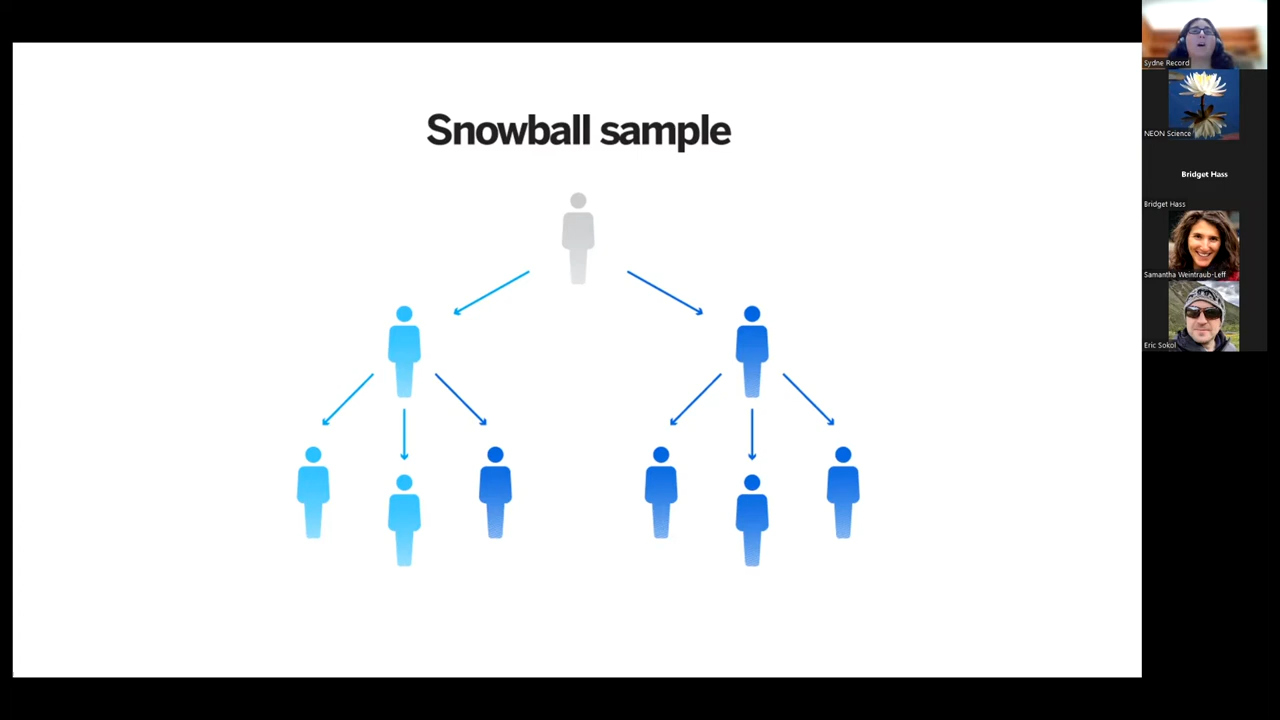 Snowball sample
Sydne Record
NEON Science
Bridget Hass
Bridget Hass
Samantha Weintraub-Leff
Eric Sokol